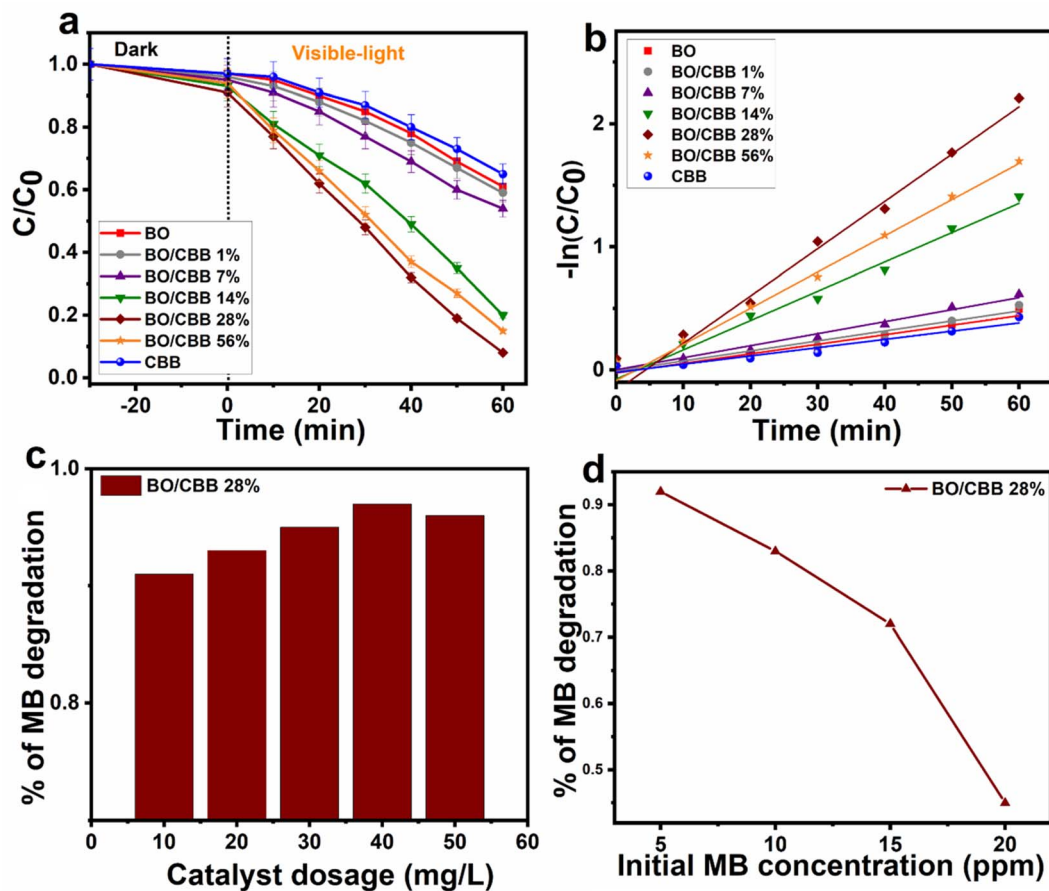 a
Dark
Visible-light
1.0
0.8
0.6
0.4
0.2
0.0
C/C0
BO
BO/CBB 1%
BO/CBB 7%
BO/CBB 14%
BO/CBB 28%
BO/CBB 56%
CBB
-20 0 20 40 60
Time (min)
b
BO
BO/CBB 1%
BO/CBB 7%
BO/CBB 14%
BO/CBB 28%
BO/CBB 56%
CBB
2
1
0
-ln(C/C0)
0 10 20 30 40 50 60
Time (min)
c
BO/CBB 28%
1.0
0.8
% of MB degradation
0 10 20 30 40 50 60
Catalyst dosage (mg/L)
d
BO/CBB 28%
0.9
0.8
0.7
0.6
0.5
% of MB degradation
5 10 15 20
Initial MB concentration (ppm)